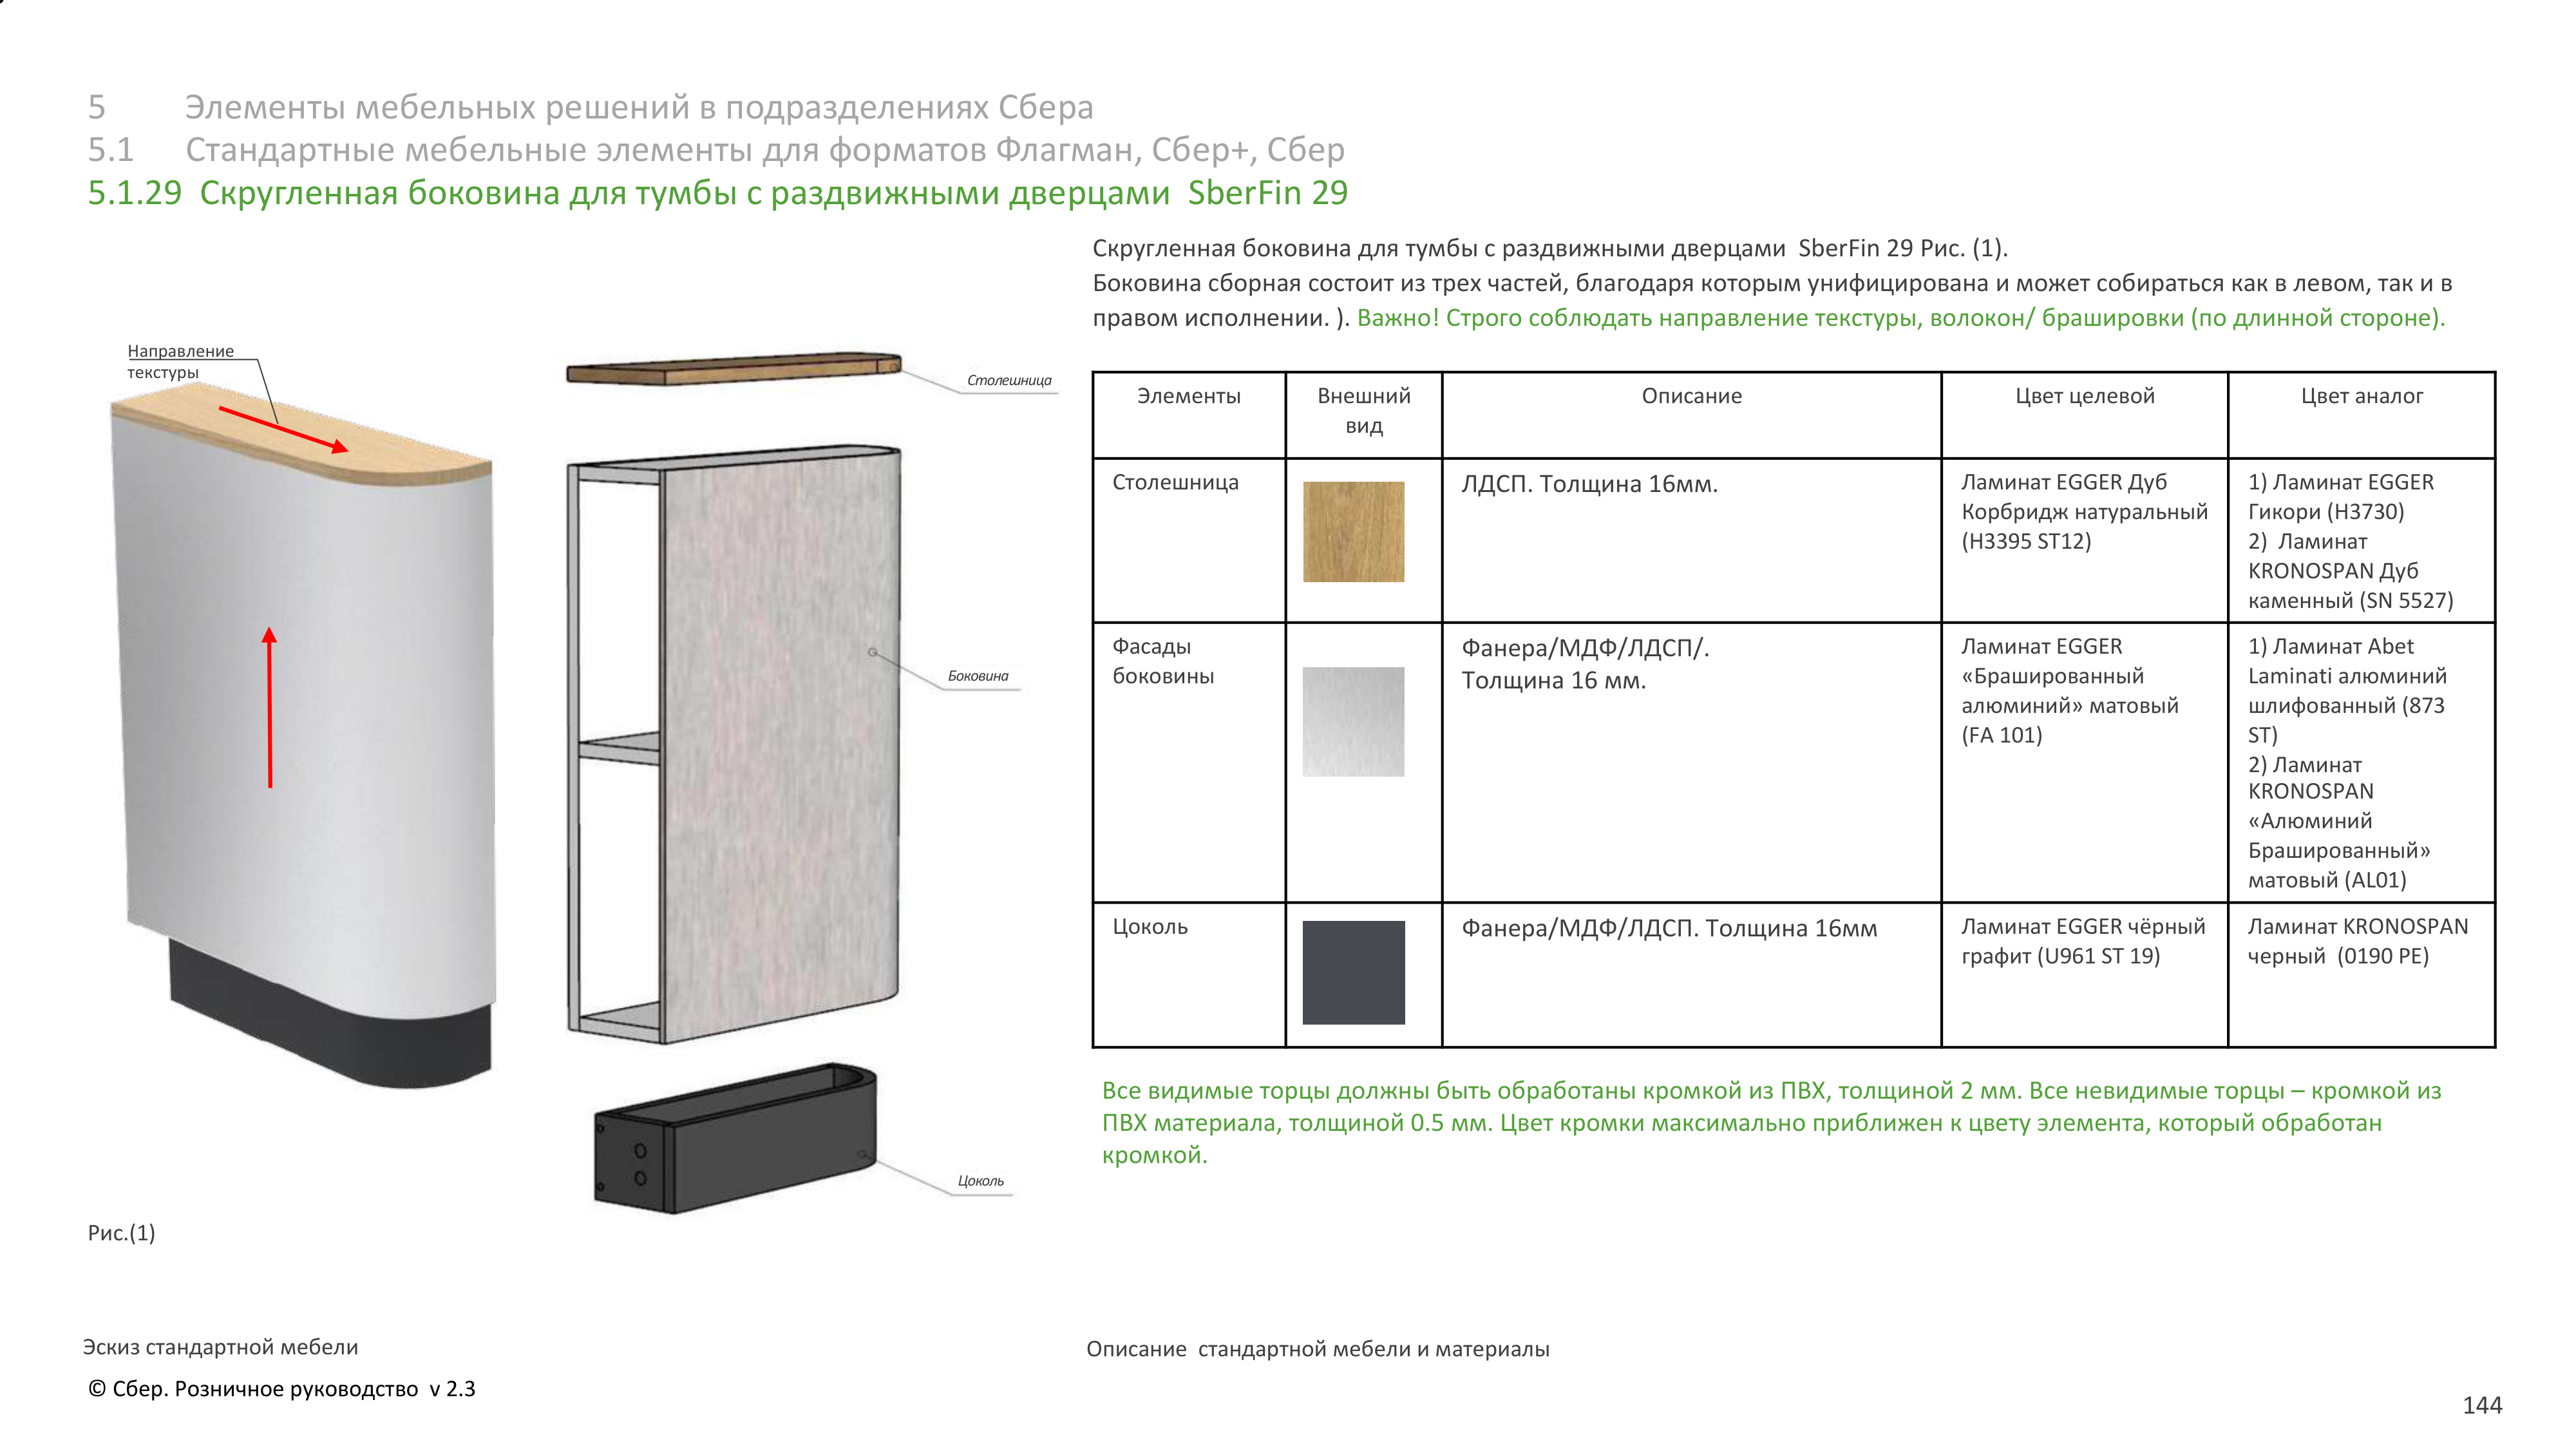 5 Элементы мебельных решений в подразделениях Сбера
5.1 Стандартные мебельные элементы для форматов Флагман, Сбер+, Сбер
5.1.29 Скругленная боковина для тумбы с раздвижными дверцами SberFin 29
Скругленная боковина для тумбы с раздвижными дверцами SberFin 29 Рис. (1).
Боковина сборная состоит из трех частей, благодаря которым унифицирована и может собираться как в левом, так и в
правом исполнении. ). Важно! Строго соблюдать направление текстуры, волокон/ брашировки (по длинной стороне).
Направление
текстуры
Столешница
Боковина
Цоколь
Рис.(1)
Элементы
Внешний
вид
Описание
Цвет целевой
Цвет аналог
Столешница
ЛДСП. Толщина 16мм.
Ламинат EGGER Дуб
Корбридж натуральный
(H3395 ST12)
1) Ламинат EGGER
Гикори (H3730)
2) Ламинат
KRONOSPAN Дуб
каменный (SN 5527)
Фасады
боковины
Фанера/МДФ/ЛДСП/.
Толщина 16 мм.
Ламинат EGGER
«Брашированный
алюминий» матовый
(FA 101)
1) Ламинат Abet
Laminati алюминий
шлифованный (873
ST)
2) Ламинат
KRONOSPAN
«Алюминий
Брашированный»
матовый (AL01)
Цоколь
Фанера/МДФ/ЛДСП. Толщина 16мм
Ламинат EGGER чёрный
графит (U961 ST 19)
Ламинат KRONOSPAN
черный (0190 PE)
Все видимые торцы должны быть обработаны кромкой из ПВХ, толщиной 2 мм. Все невидимые торцы – кромкой из
ПВХ материала, толщиной 0.5 мм. Цвет кромки максимально приближен к цвету элемента, который обработан
кромкой.
Эскиз стандартной мебели
Описание стандартной мебели и материалы
© Сбер. Розничное руководство v 2.3
144